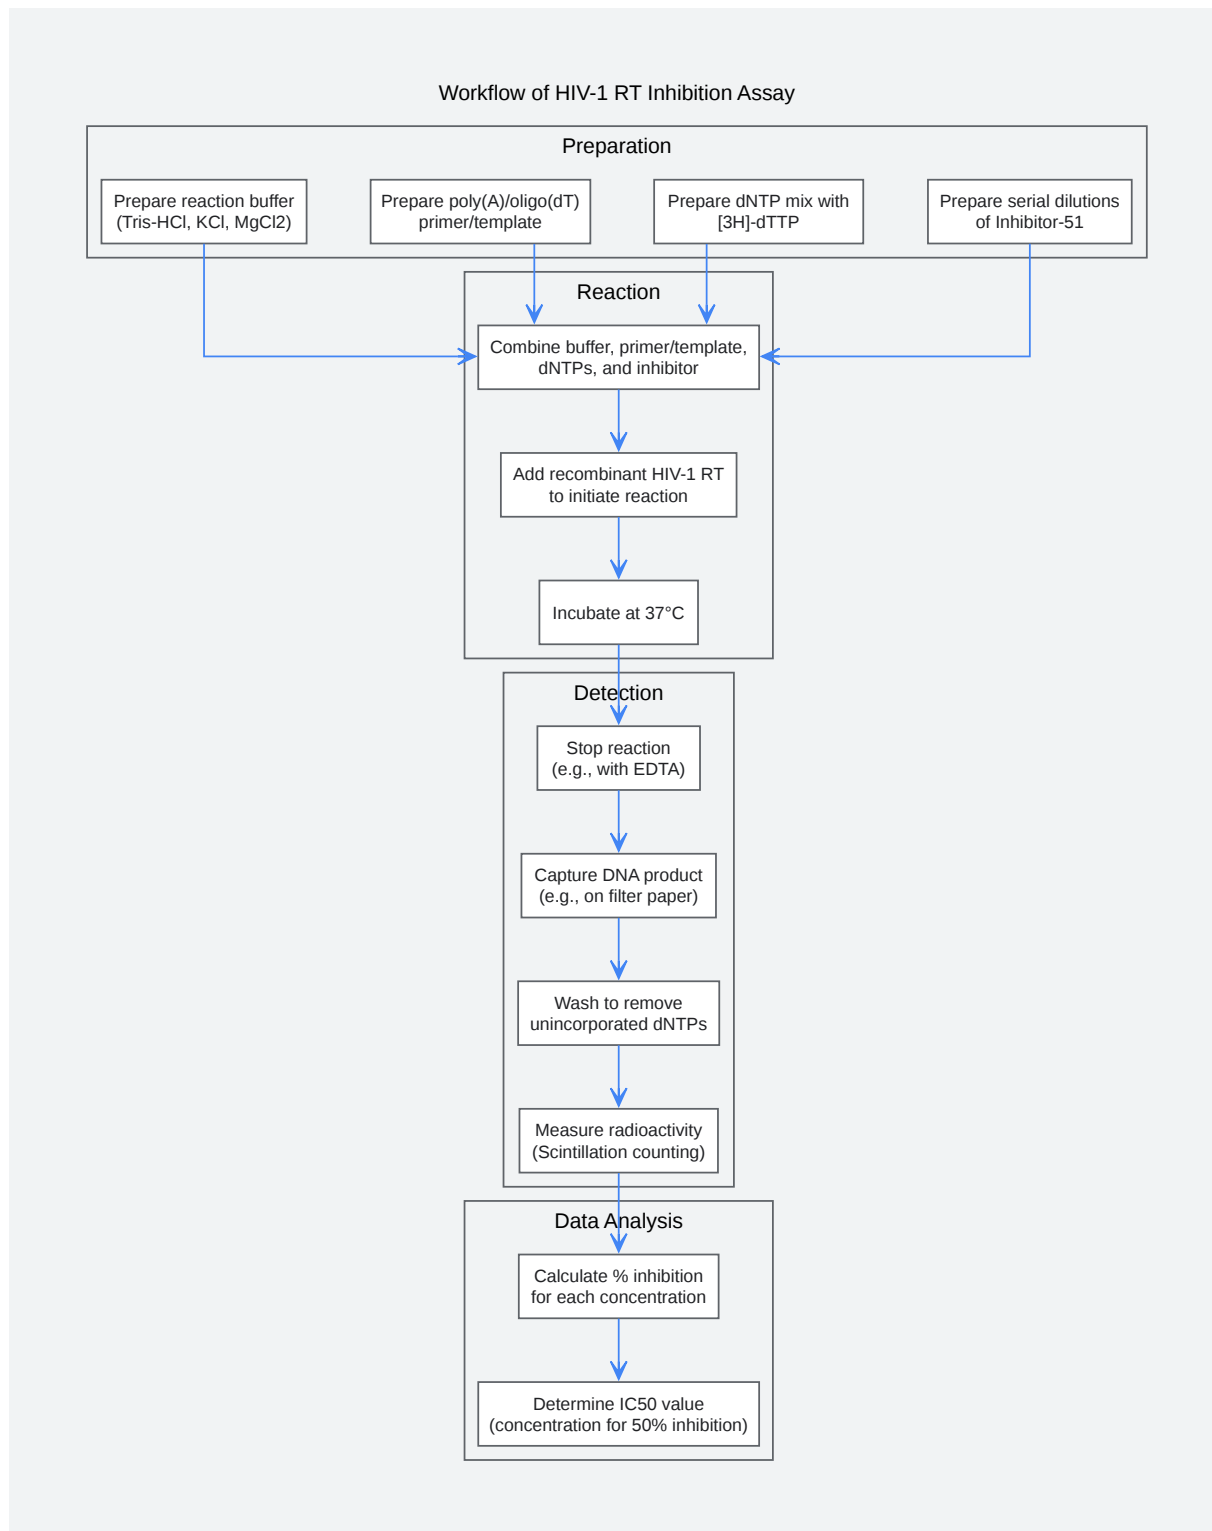 Workflow of HIV-1 RT Inhibition Assay
Preparation
Prepare reaction buffer
(Tris-HCl, KCl, MgCl2)
Prepare poly(A)/oligo(dT)
primer/template
Prepare dNTP mix with
[3H]-dTTP
Prepare serial dilutions
of Inhibitor-51
Reaction
Combine buffer, primer/template,
dNTPs, and inhibitor
Add recombinant HIV-1 RT
to initiate reaction
Incubate at 37°C
Detection
Stop reaction
(e.g., with EDTA)
Capture DNA product
(e.g., on filter paper)
Wash to remove
unincorporated dNTPs
Measure radioactivity
(Scintillation counting)
Data Analysis
Calculate % inhibition
for each concentration
Determine IC50 value
(concentration for 50% inhibition)